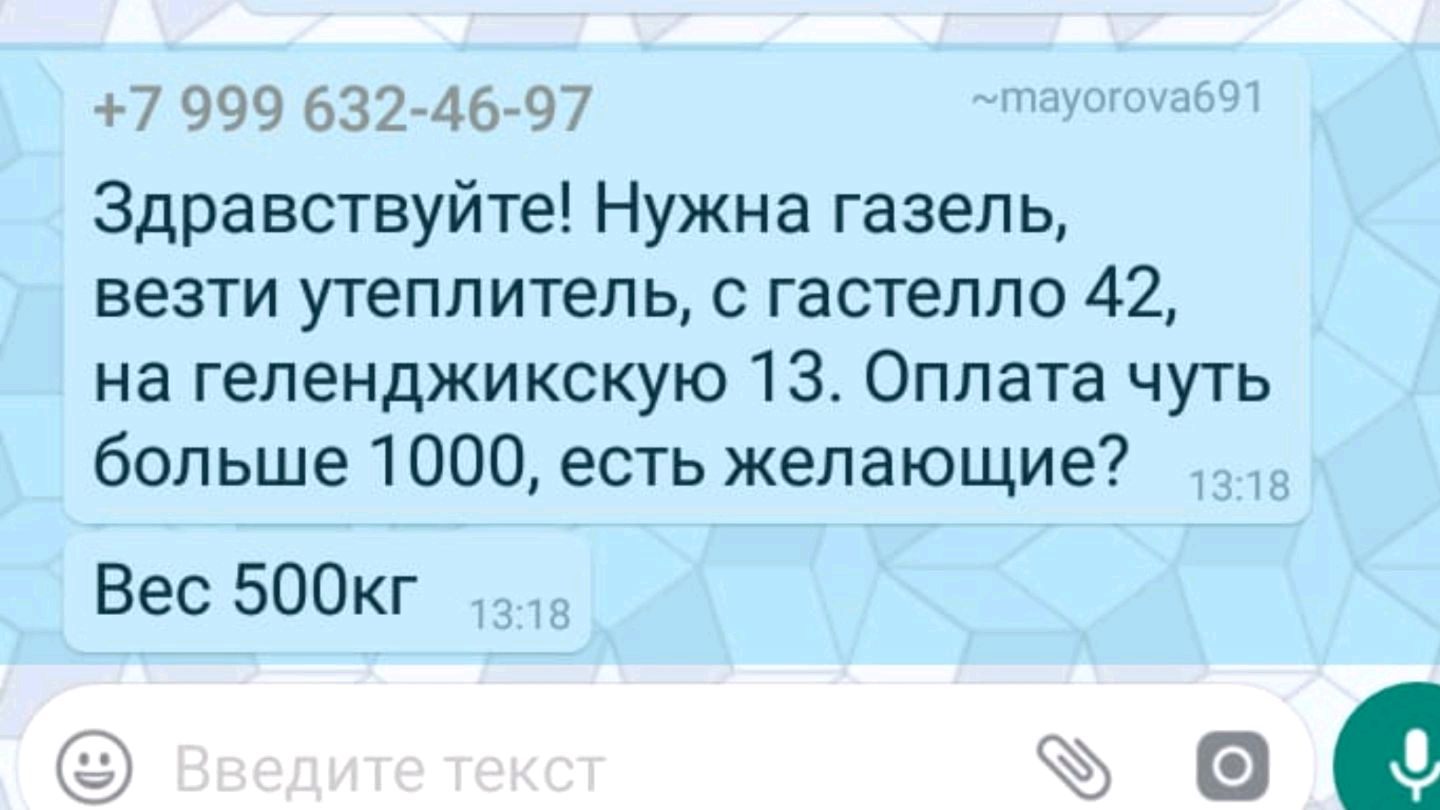 +7 999 632-46-97 ~mayorova691
Здравствуйте! Нужна газель,
везти утеплитель, с гастелло 42,
на геленджикскую 13. Оплата чуть
больше 1000, есть желающие? 13:18
Вес 500кг 13:18
Введите текст